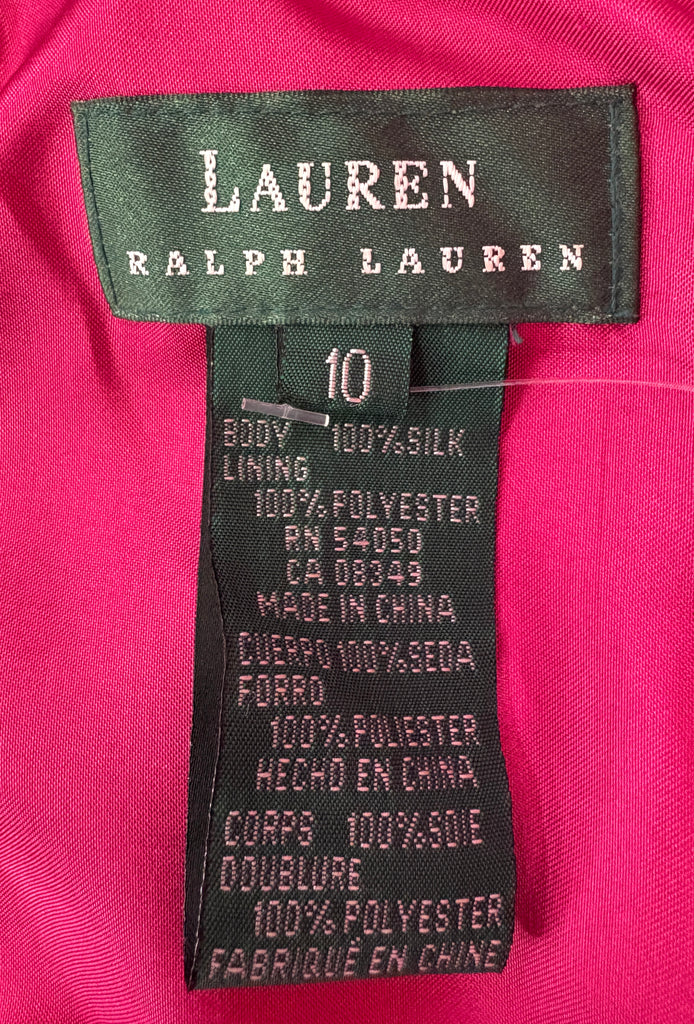 LAUREN
RALPH LAUREN
10
BODY 100%SILK
LINING
100%POLYESTER
RN 54050
CA 08349
MADE IN CHINA
CUERPO 100%SEDA
FORRO
100%POLIESTER
HECHO EN CHINA
CORPS 100%SOIE
DOUBLURE
100%POLYESTER
FABRIQUÉ EN CHINE